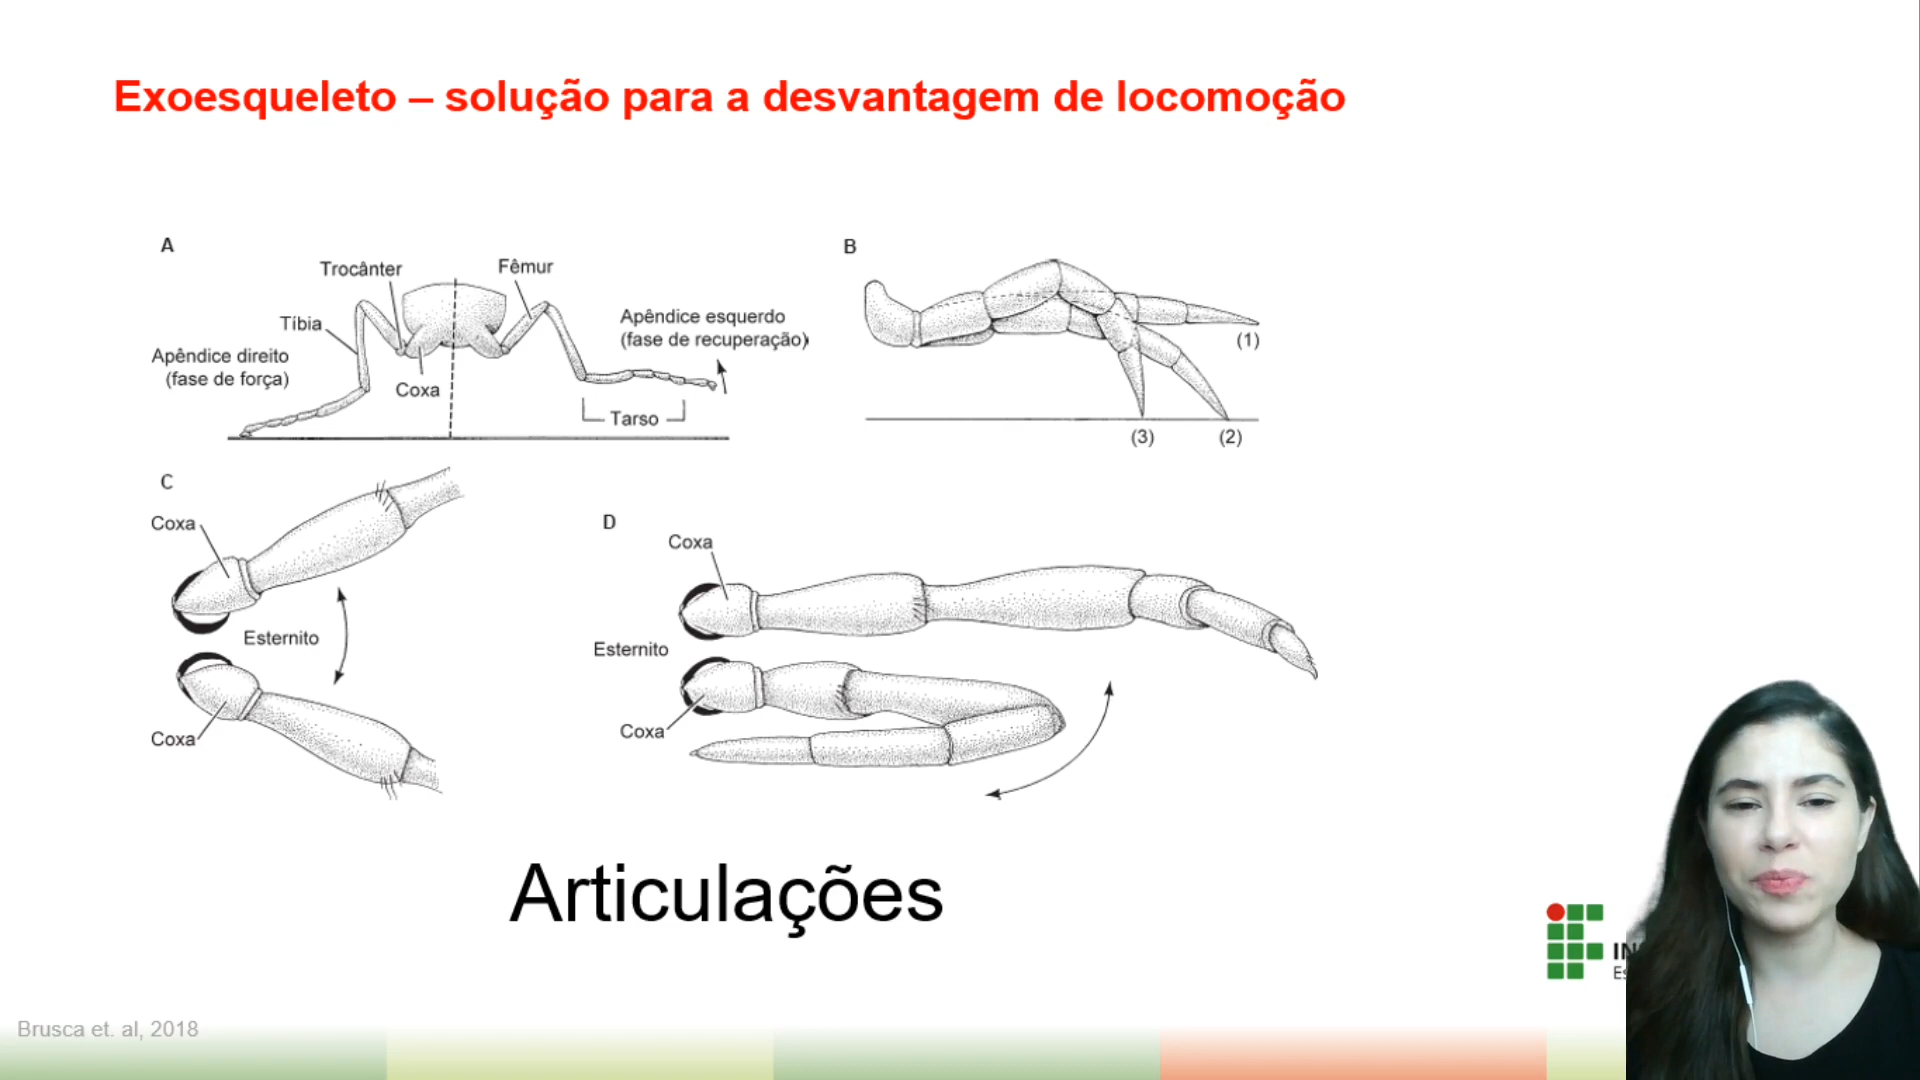 Exoesqueleto – solução para a desvantagem de locomoção
A
Trocânter
Fêmur
Tíbia
Apêndice esquerdo
(fase de recuperação)
Apêndice direito
(fase de força)
Coxa
Tarso
B
(1)
(3)
(2)
C
Coxa
Esternito
Coxa
D
Coxa
Esternito
Coxa
Articulações
Brusca et. al, 2018